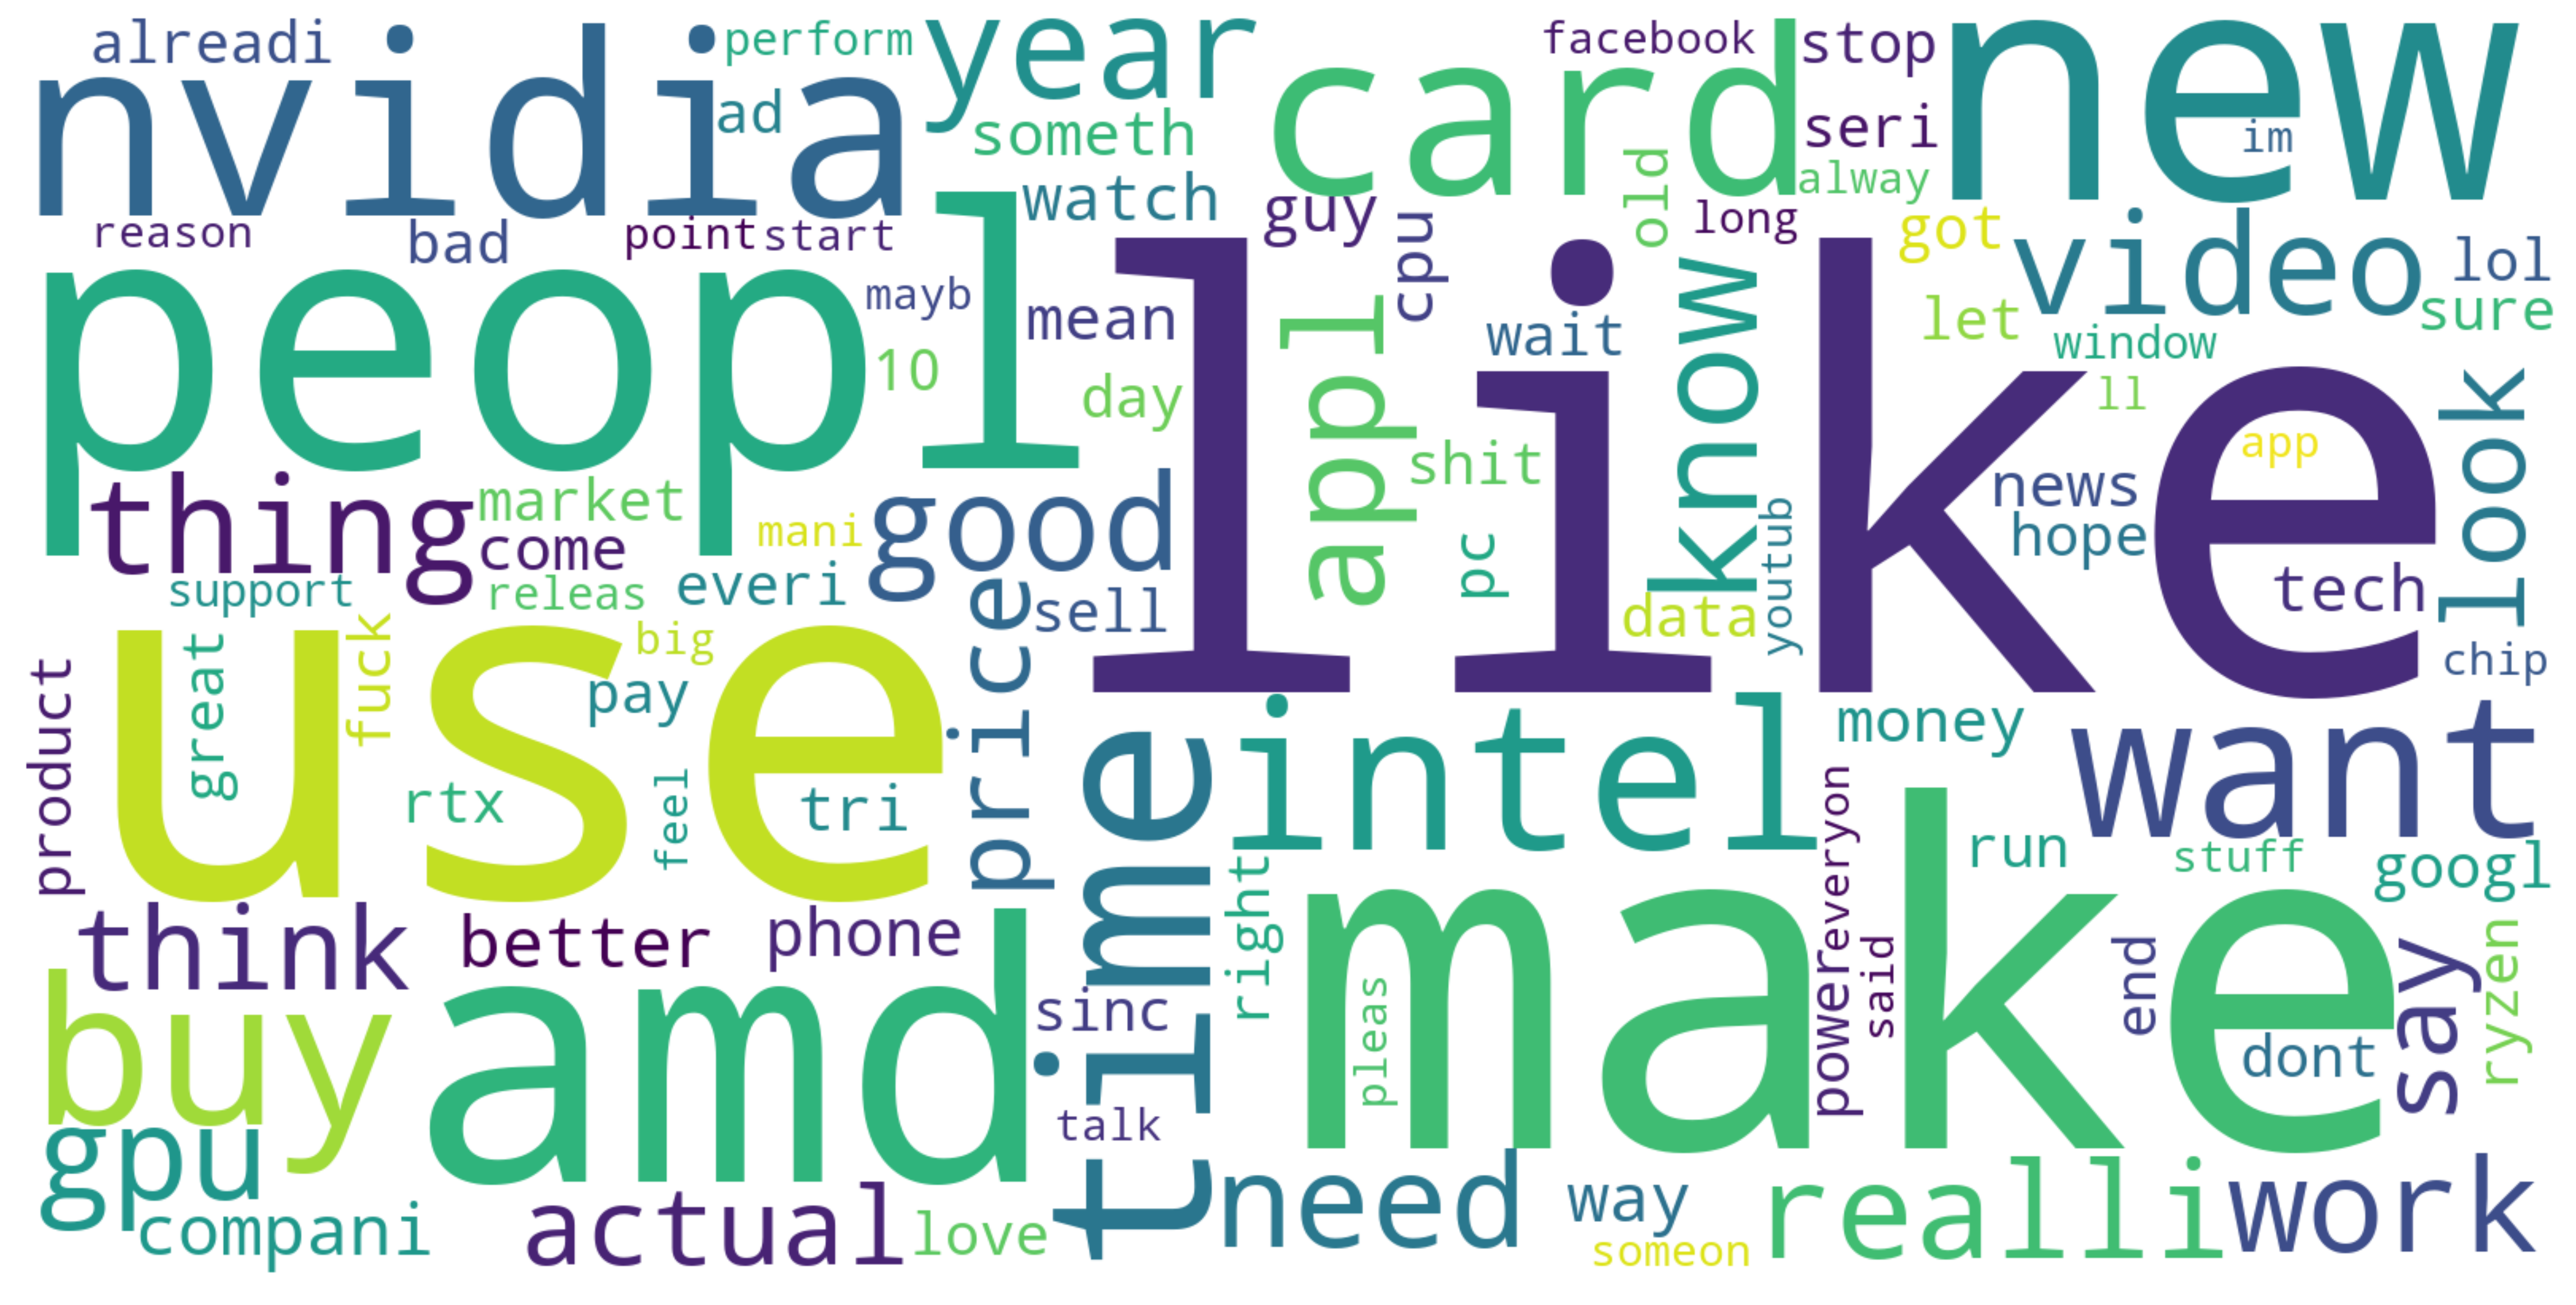 alreadi
perform
year
facebook
stop
new
nvidia
ad
someth
card
seri
im
alway
old
watch
guy
long
reason
bad
point
start
cpu
got
video
lol
peopl
mayb
mean
like
wait
know
let
sure
window
10
day
appl
ll
look
app
shit
thing
market
good
news
come
mani
pc
youtub
hope
support
releas
everi
price
sell
data
tech
use
great
fuck
big
product
pay
chip
time
intel
money
want
rtx
feel
tri
everyon
run
stuff
googl
think
better
phone
right
make
power
said
end
say
ryzen
buy
amd
sinc
pleas
dont
talk
gpu
compani
actual
love
need
way
someon
realli
work